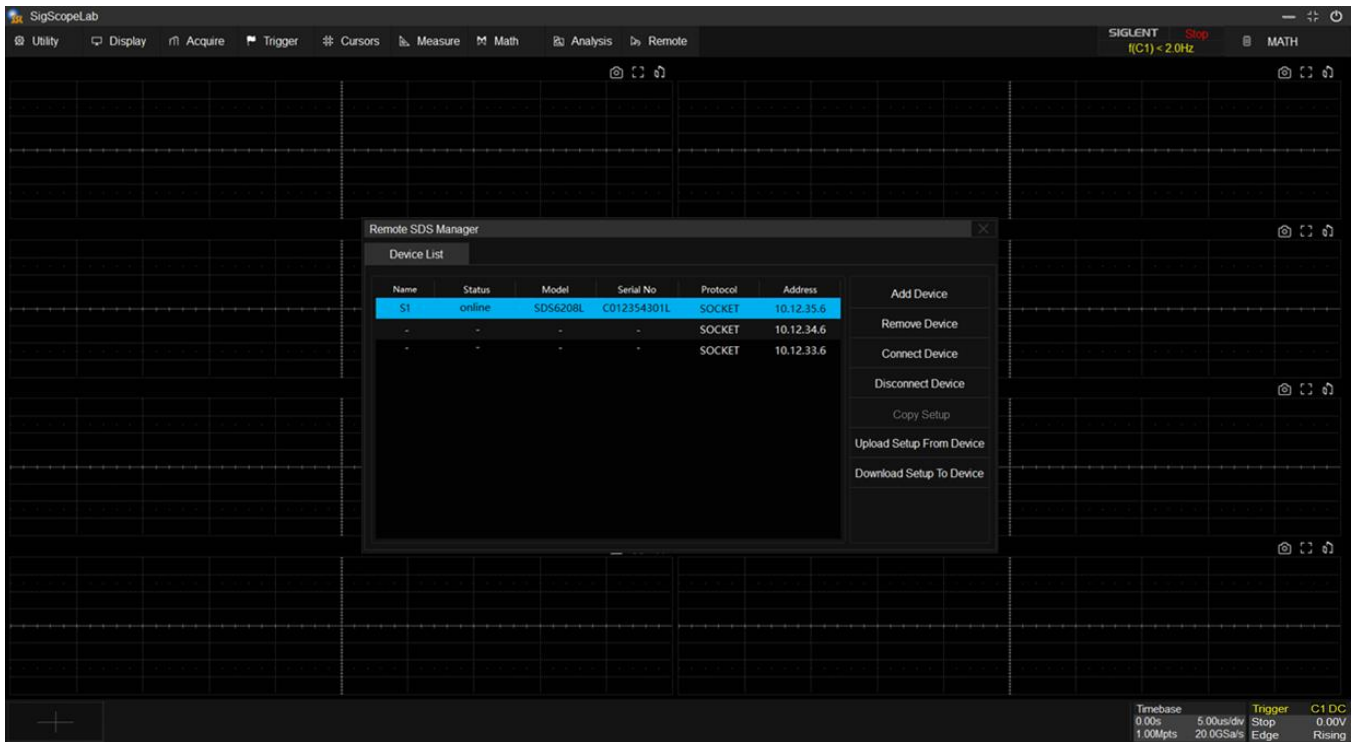 SigScopeLab
Utility Display Acquire Trigger Cursors Measure Math Analysis Remote
SIGLENT Stop
f(C1) < 2.0Hz
MATH
Remote SDS Manager
Device List
Name Status Model Serial No Protocol Address
S1 online SDS6208L C012354301L SOCKET 10.12.35.6
- - - - SOCKET 10.12.34.6
- - - - SOCKET 10.12.33.6
Add Device
Remove Device
Connect Device
Disconnect Device
Copy Setup
Upload Setup From Device
Download Setup To Device
Timebase
0.00s 5.00us/div
1.00Mpts 20.0GSa/s
Trigger C1 DC
Stop 0.00V
Edge Rising